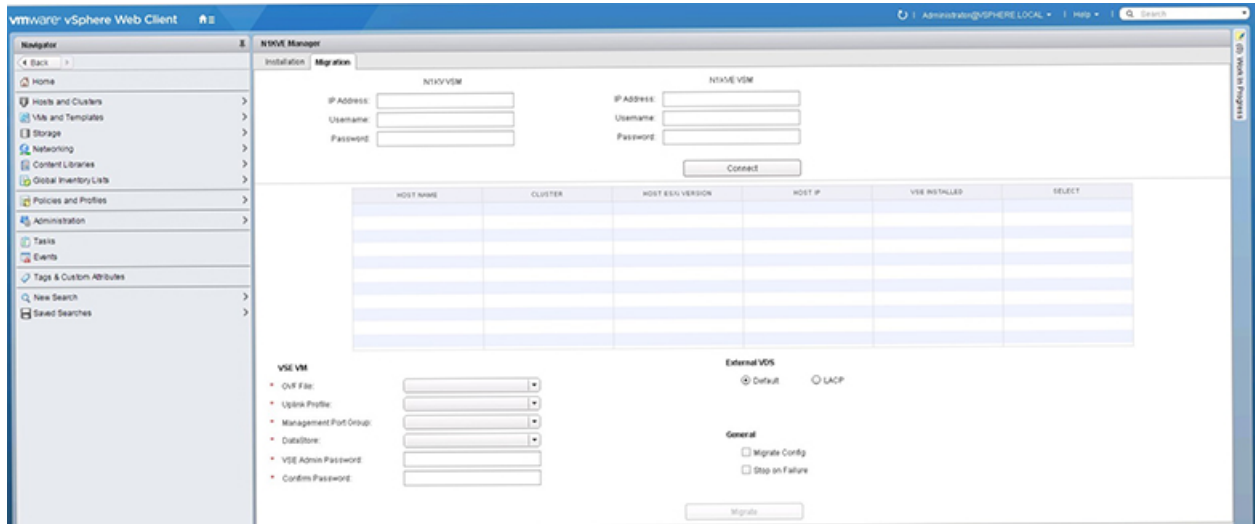 vmware® vSphere Web Client
Administrator@VSPHERE.LOCAL
Help
Search
Navigator
Back
Home
Hosts and Clusters
VMs and Templates
Storage
Networking
Content Libraries
Global Inventory Lists
Policies and Profiles
Administration
Tasks
Events
Tags & Custom Attributes
New Search
Saved Searches
N1KVE Manager
Installation Migration
N1KV VSM N1KVE VSM
IP Address: IP Address:
Username: Username:
Password: Password:
Connect
HOST NAME CLUSTER HOST ESXi VERSION HOST IP VSE INSTALLED SELECT
VSE VM
* OVF File:
* Uplink Profile:
* Management Port Group:
* DataStore:
* VSE Admin Password:
* Confirm Password:
External VDS
Default LACP
General
Migrate Config
Stop on Failure
Migrate
(0) Work In Progress